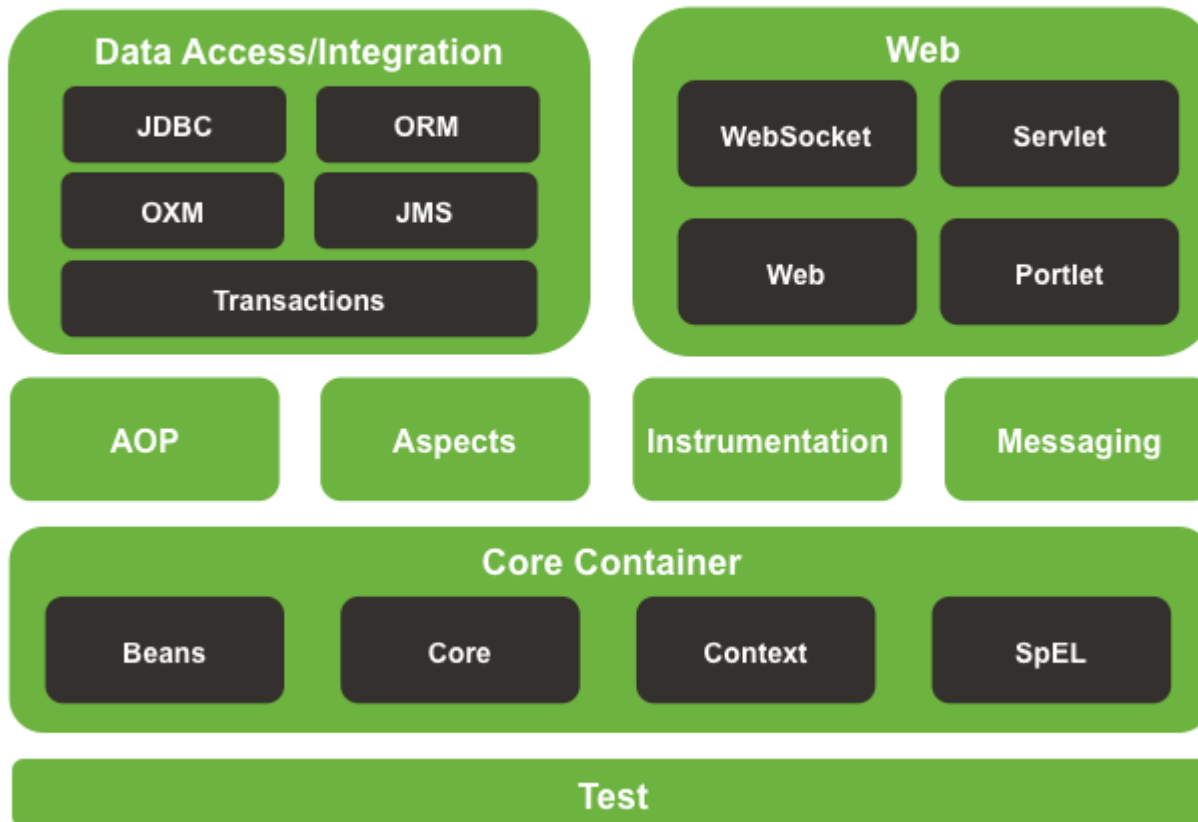 Data Access/Integration
JDBC
ORM
OXM
JMS
Transactions
Web
WebSocket
Servlet
Web
Portlet
AOP
Aspects
Instrumentation
Messaging
Core Container
Beans
Core
Context
SpEL
Test